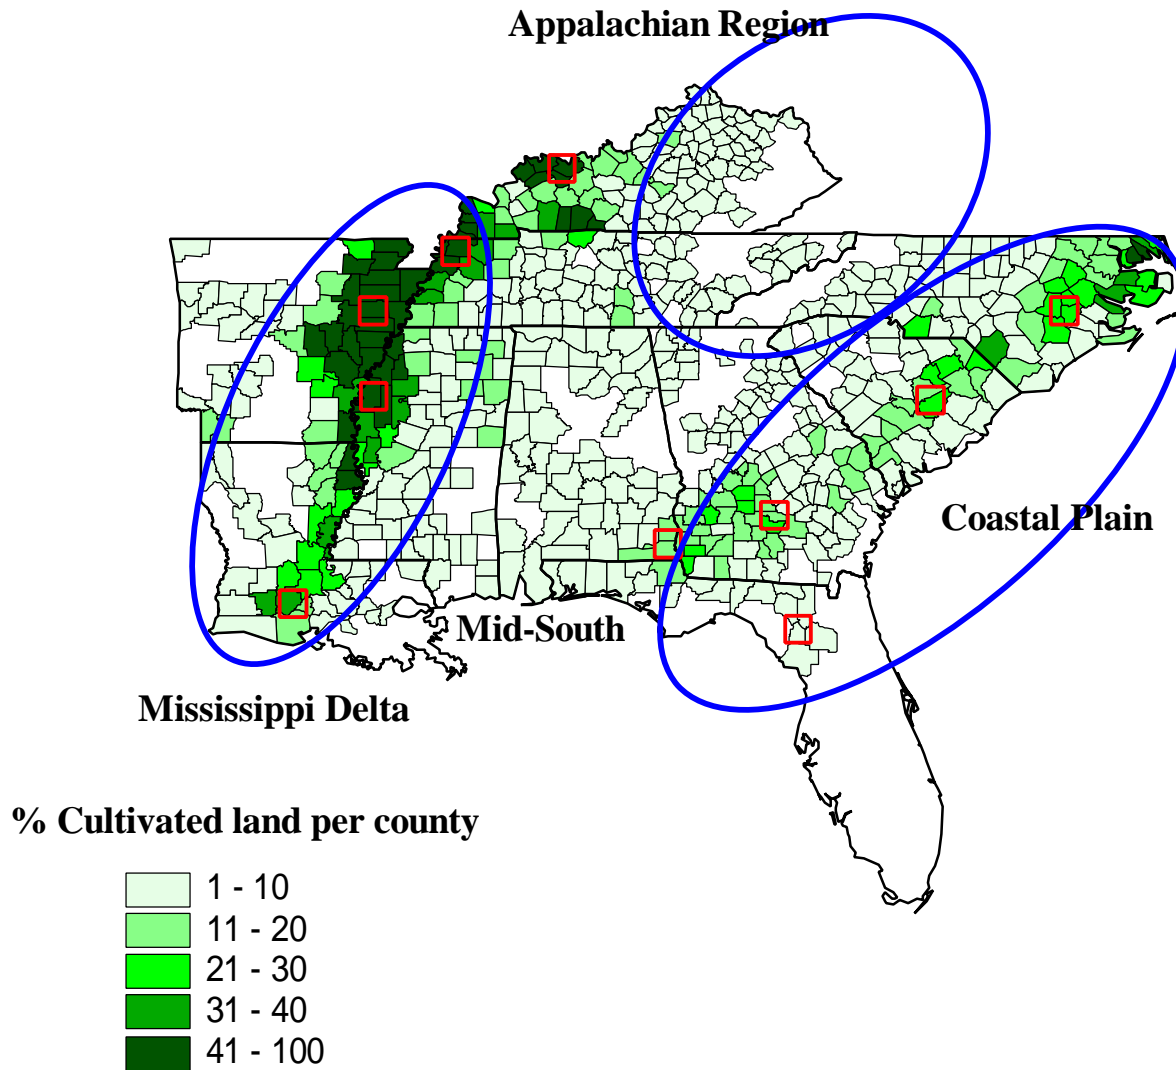 Appalachian Region
Coastal Plain
Mid-South
Mississippi Delta
% Cultivated land per county
1 - 10
11 - 20
21 - 30
31 - 40
41 - 100